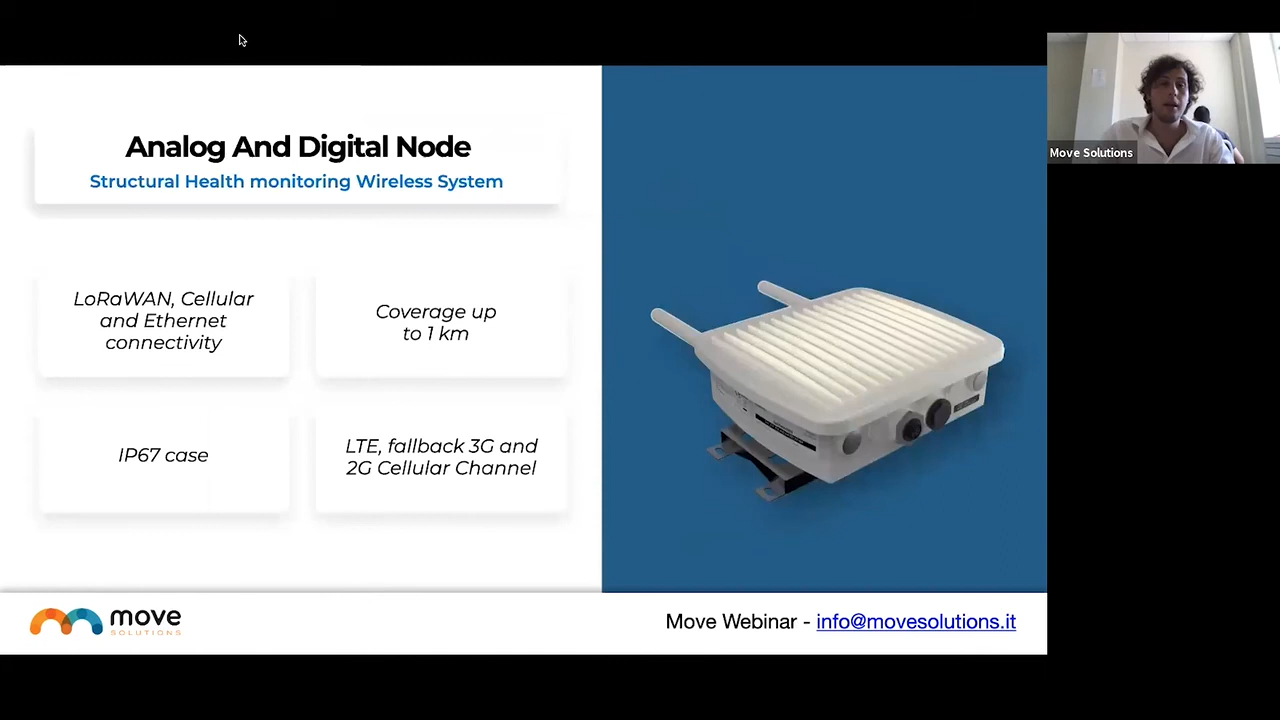 Analog And Digital Node
Structural Health monitoring Wireless System
LoRaWAN, Cellular
and Ethernet
connectivity
Coverage up
to 1 km
IP67 case
LTE, fallback 3G and
2G Cellular Channel
move
SOLUTIONS
Move Webinar - info@movesolutions.it
Move Solutions